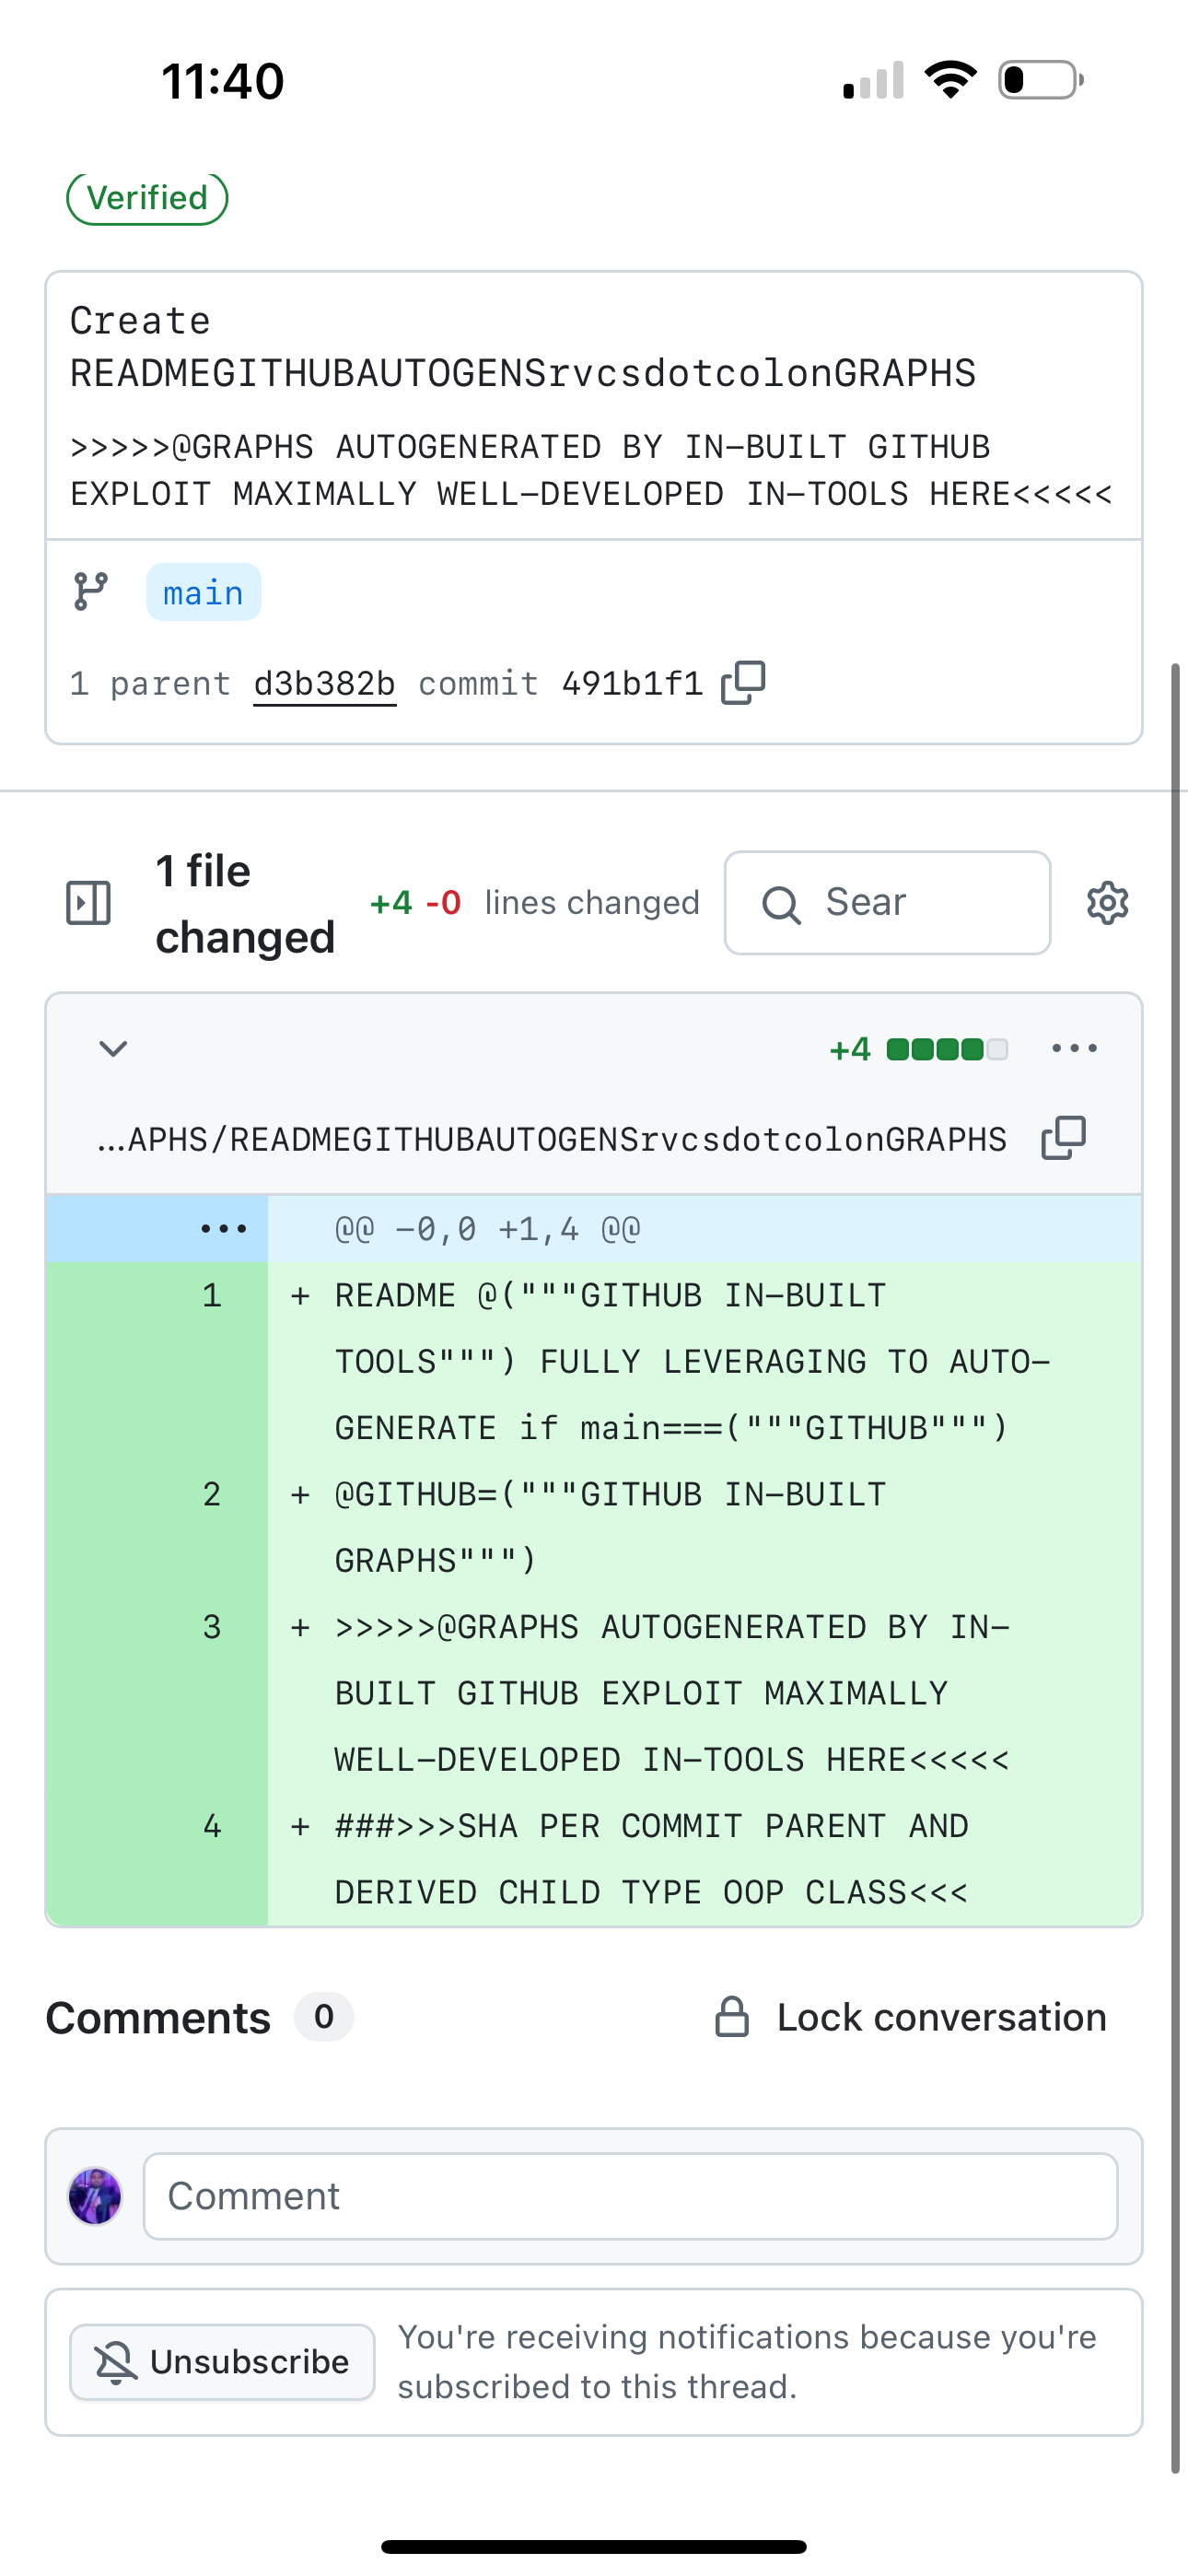 11:40
Verified
Create
READMEGITHUBAUTOGENSrvcsdotcolonGRAPHS
>>>>>@GRAPHS AUTOGENERATED BY IN-BUILT GITHUB
EXPLOIT MAXIMALLY WELL-DEVELOPED IN-TOOLS HERE<<<<<
main
1 parent d3b382b commit 491b1f1
1 file
changed
+4 -0 lines changed
Sear
+4
...APHS/READMEGITHUBAUTOGENSrvcsdotcolonGRAPHS
@@ -0,0 +1,4 @@
1 + README @("""GITHUB IN-BUILT
TOOLS""") FULLY LEVERAGING TO AUTO-
GENERATE if main===("""GITHUB""")
2 + @GITHUB=("""GITHUB IN-BUILT
GRAPHS""")
3 + >>>>>@GRAPHS AUTOGENERATED BY IN-
BUILT GITHUB EXPLOIT MAXIMALLY
WELL-DEVELOPED IN-TOOLS HERE<<<<<
4 + ###>>>SHA PER COMMIT PARENT AND
DERIVED CHILD TYPE OOP CLASS<<<
Comments 0 Lock conversation
Comment
Unsubscribe
You're receiving notifications because you're
subscribed to this thread.